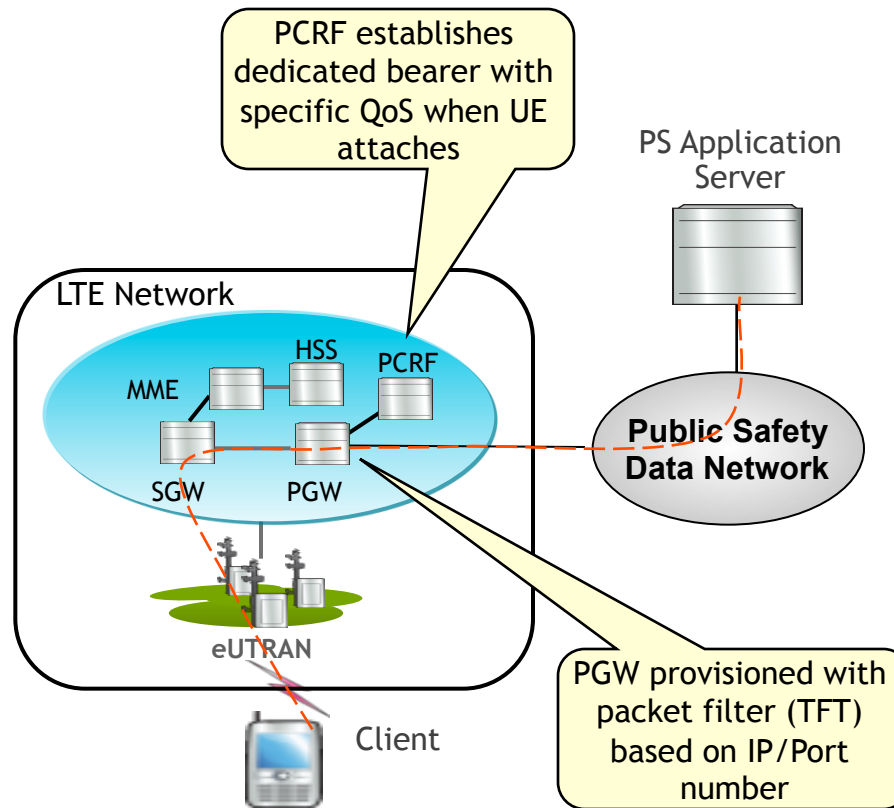 PCRF establishes
dedicated bearer with
specific QoS when UE
attaches
PS Application
Server
LTE Network
HSS
PCRF
MME
SGW
PGW
Public Safety
Data Network
eUTRAN
Client
PGW provisioned with
packet filter (TFT)
based on IP/Port
number